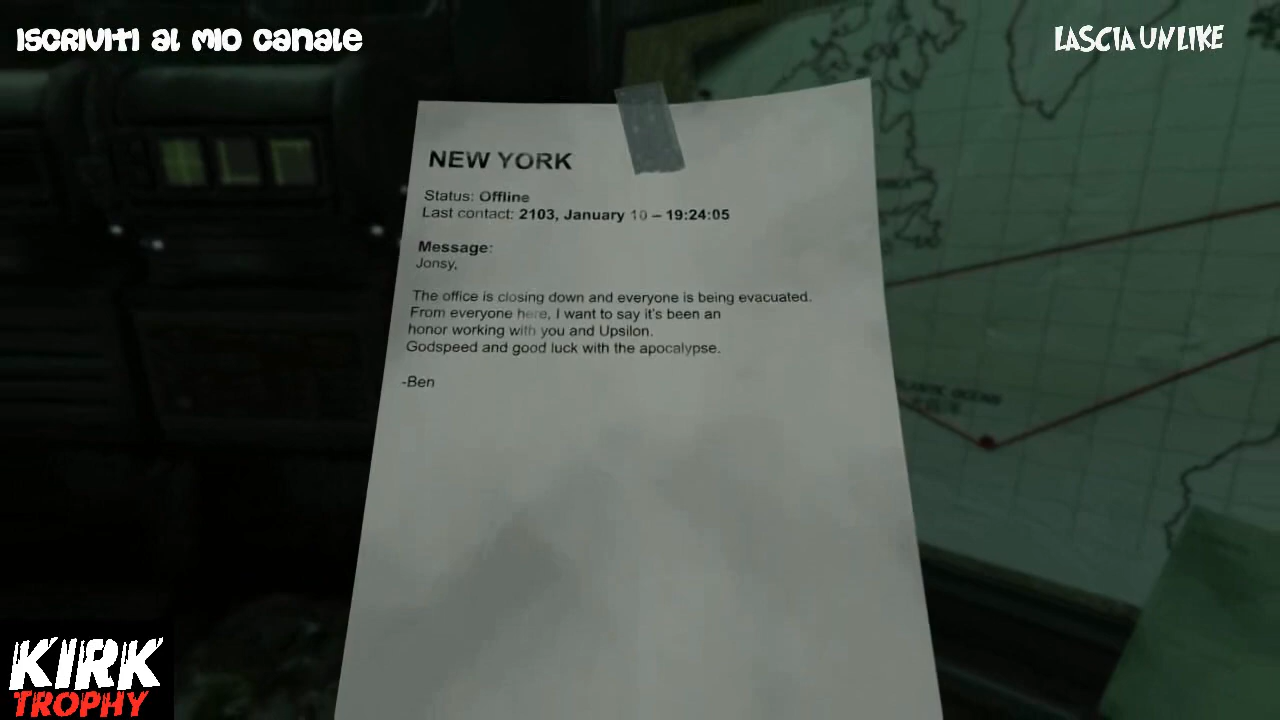 ISCRIVITI AL MIO CANALE
LASCIA UN LIKE
NEW YORK
Status: Offline
Last contact: 2103, January 10 – 19:24:05
Message:
Jonsy,
The office is closing down and everyone is being evacuated.
From everyone here, I want to say it's been an
honor working with you and Upsilon.
Godspeed and good luck with the apocalypse.
-Ben
ATLANTIC OCEAN
KIRK
TROPHY